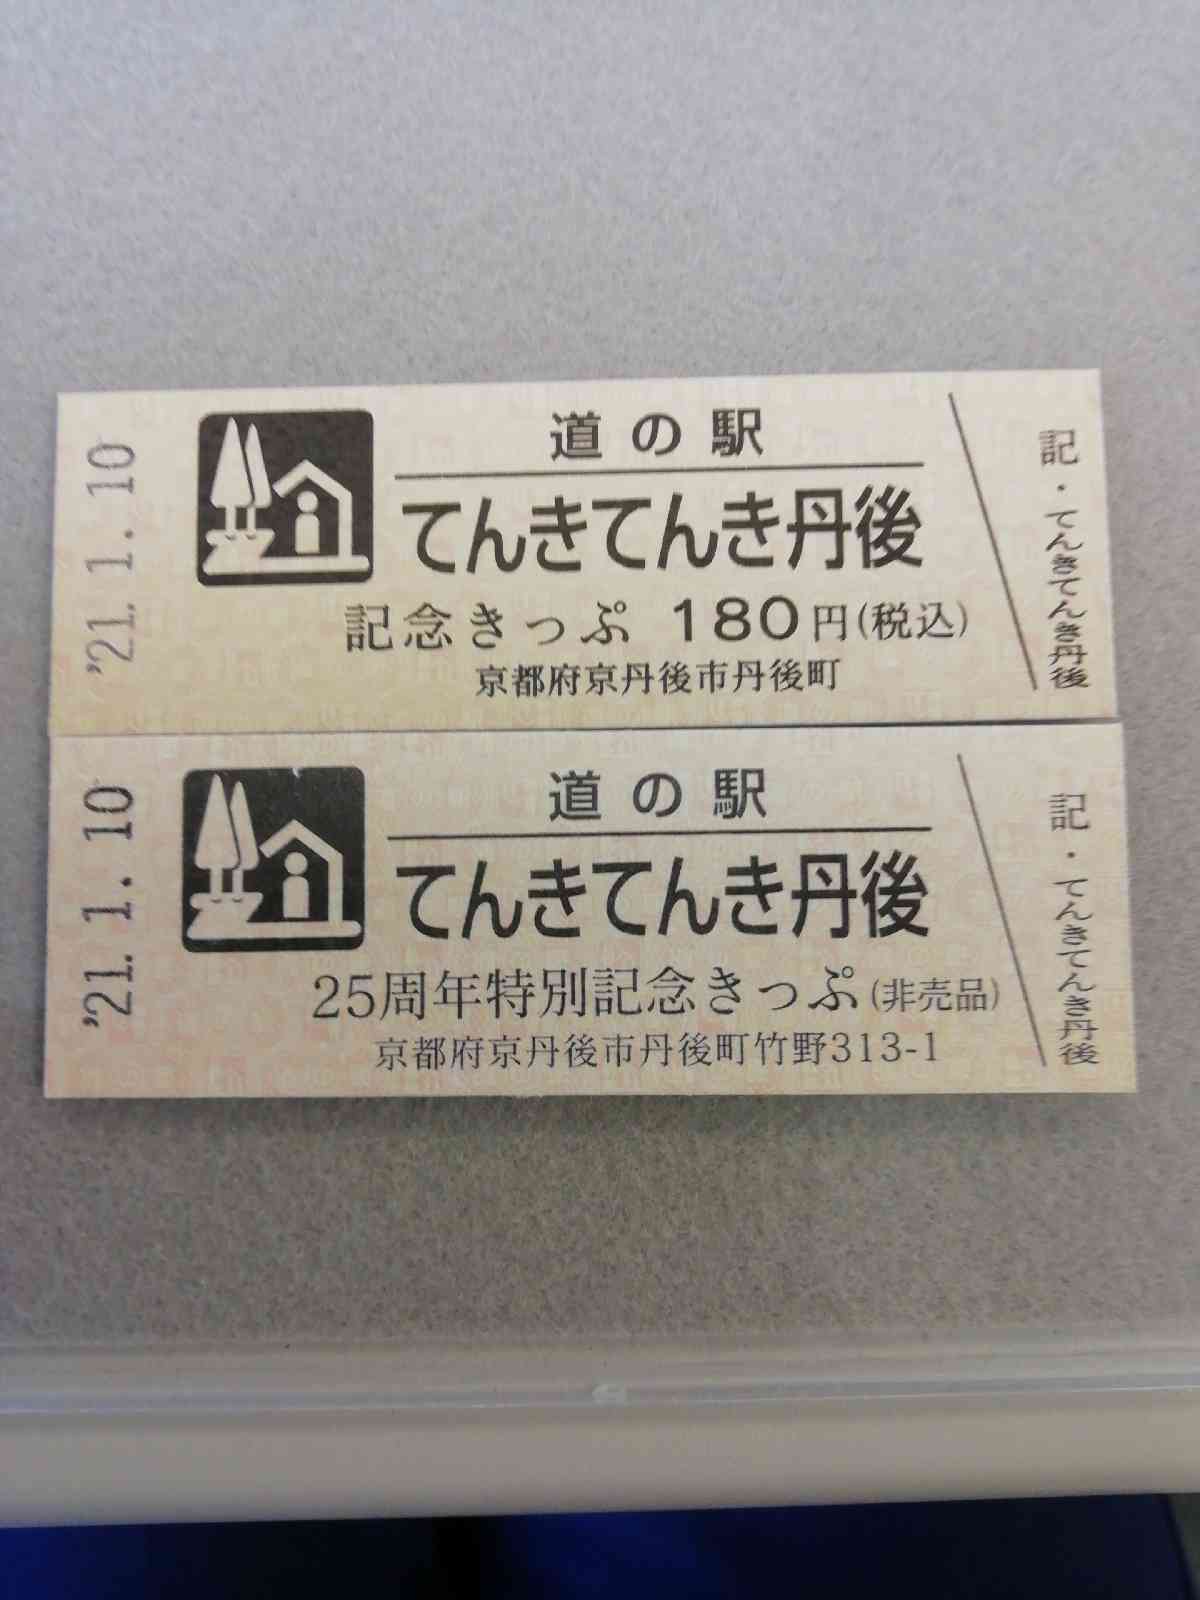 '21. 1. 10
道の駅
てんきてんき丹後
記念きっぷ 180円(税込)
京都府京丹後市丹後町
記・てんきてんき丹後
'21. 1. 10
道の駅
てんきてんき丹後
25周年特別記念きっぷ(非売品)
京都府京丹後市丹後町竹野313-1
記・てんきてんき丹後